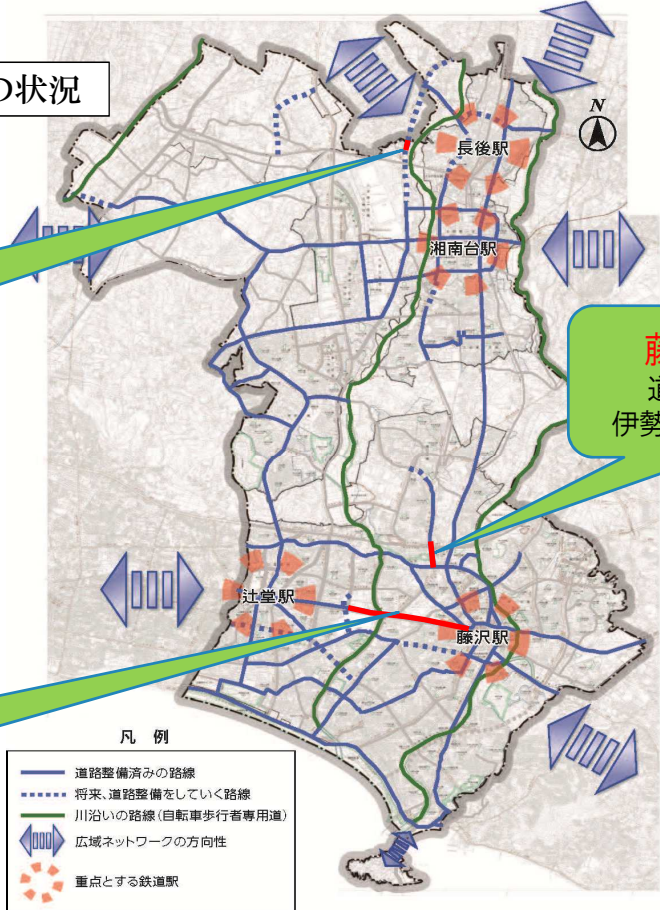 の状況
N
長後駅
湘南台駅
藤
道
伊勢
辻堂駅
藤沢駅
凡 例
道路整備済みの路線
将来、道路整備をしていく路線
川沿いの路線(自転車歩行者専用道)
広域ネットワークの方向性
重点とする鉄道駅